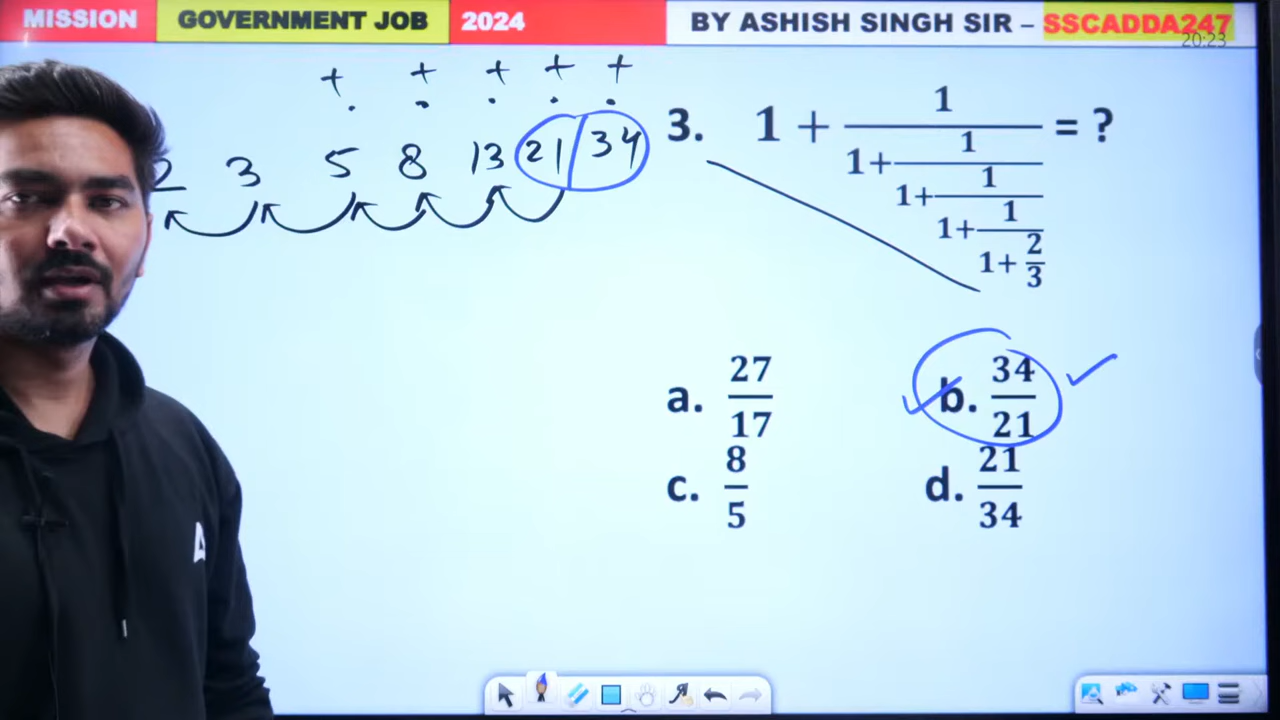 MISSION GOVERNMENT JOB 2024 BY ASHISH SINGH SIR – SSCADDA247
20:23
+ + + + +
2 3 5 8 13 21/34
3. 1 + 1
1+ 1
1+ 1
1+ 1
1+ 2/3
= ?
a. 27/17
b. 34/21
c. 8/5
d. 21/34
A